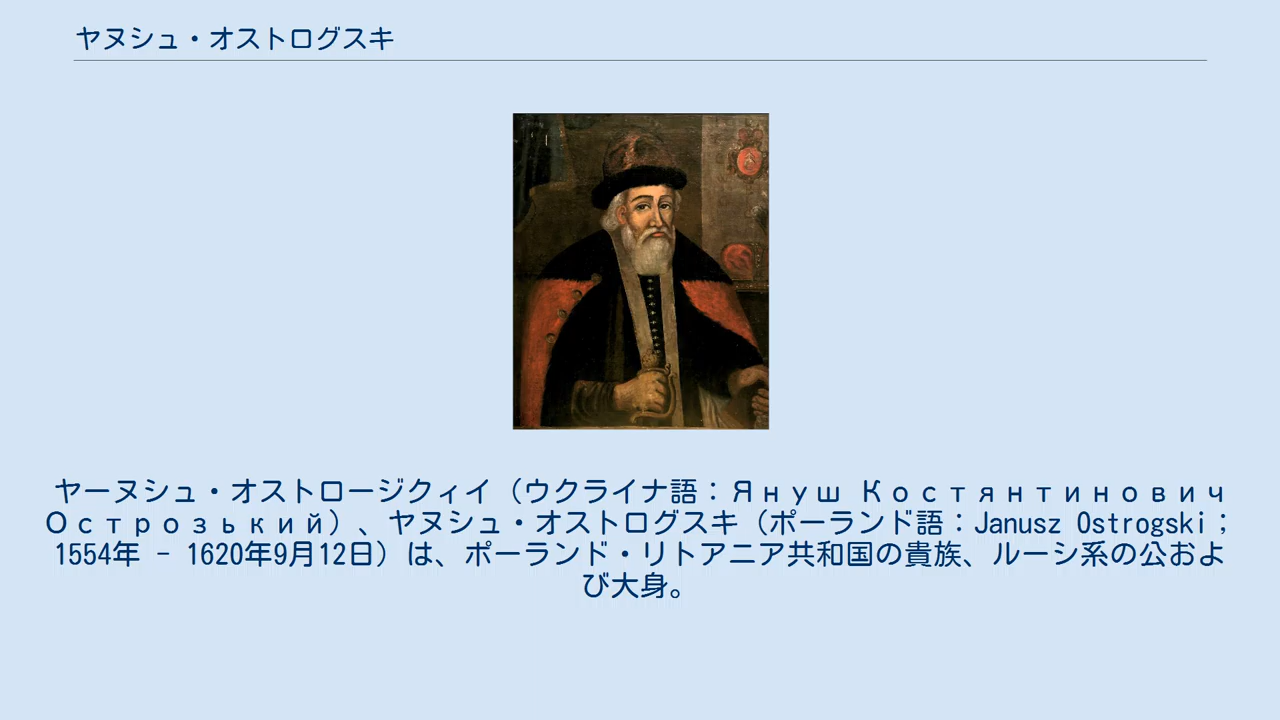 ヤヌシュ・オストログスキ
ヤーヌシュ・オストロージクィイ（ウクライナ語：Януш Костянтинович
Острозький）、ヤヌシュ・オストログスキ（ポーランド語：Janusz Ostrogski；
1554年 - 1620年9月12日）は、ポーランド・リトアニア共和国の貴族、ルーシ系の公およ
び大身。